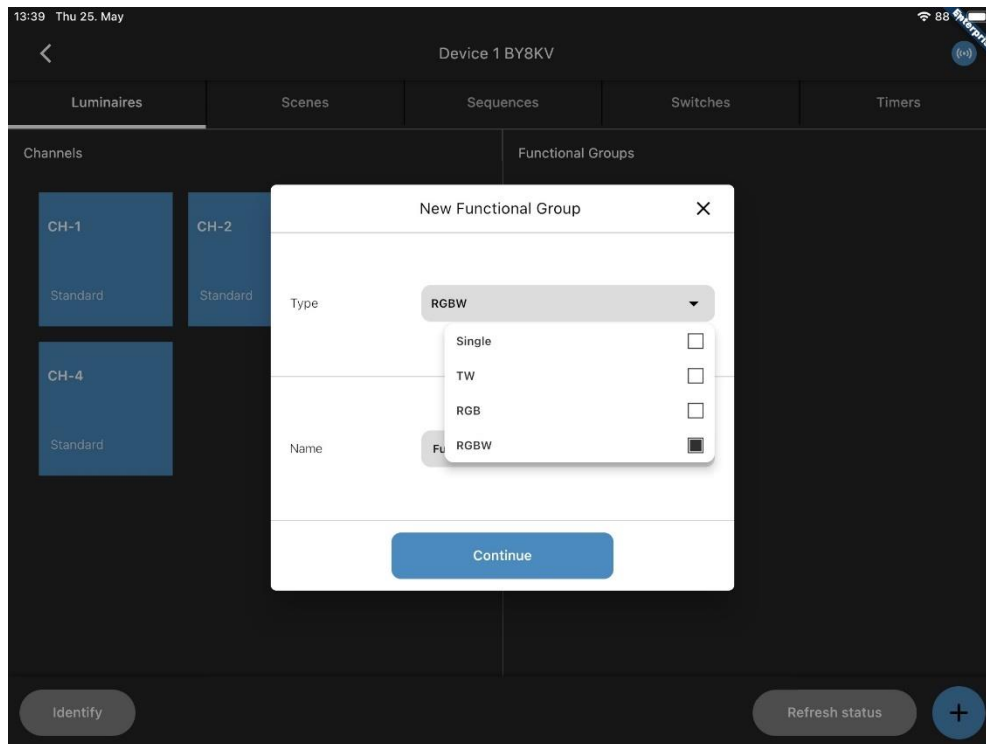 13:39 Thu 25. May
88
Device 1 BY8KV
Luminaires Scenes Sequences Switches Timers
Channels
Functional Groups
CH-1
Standard
CH-2
Standard
CH-4
Standard
New Functional Group
Type
RGBW
Single
TW
RGB
RGBW
Name
Continue
Identify
Refresh status